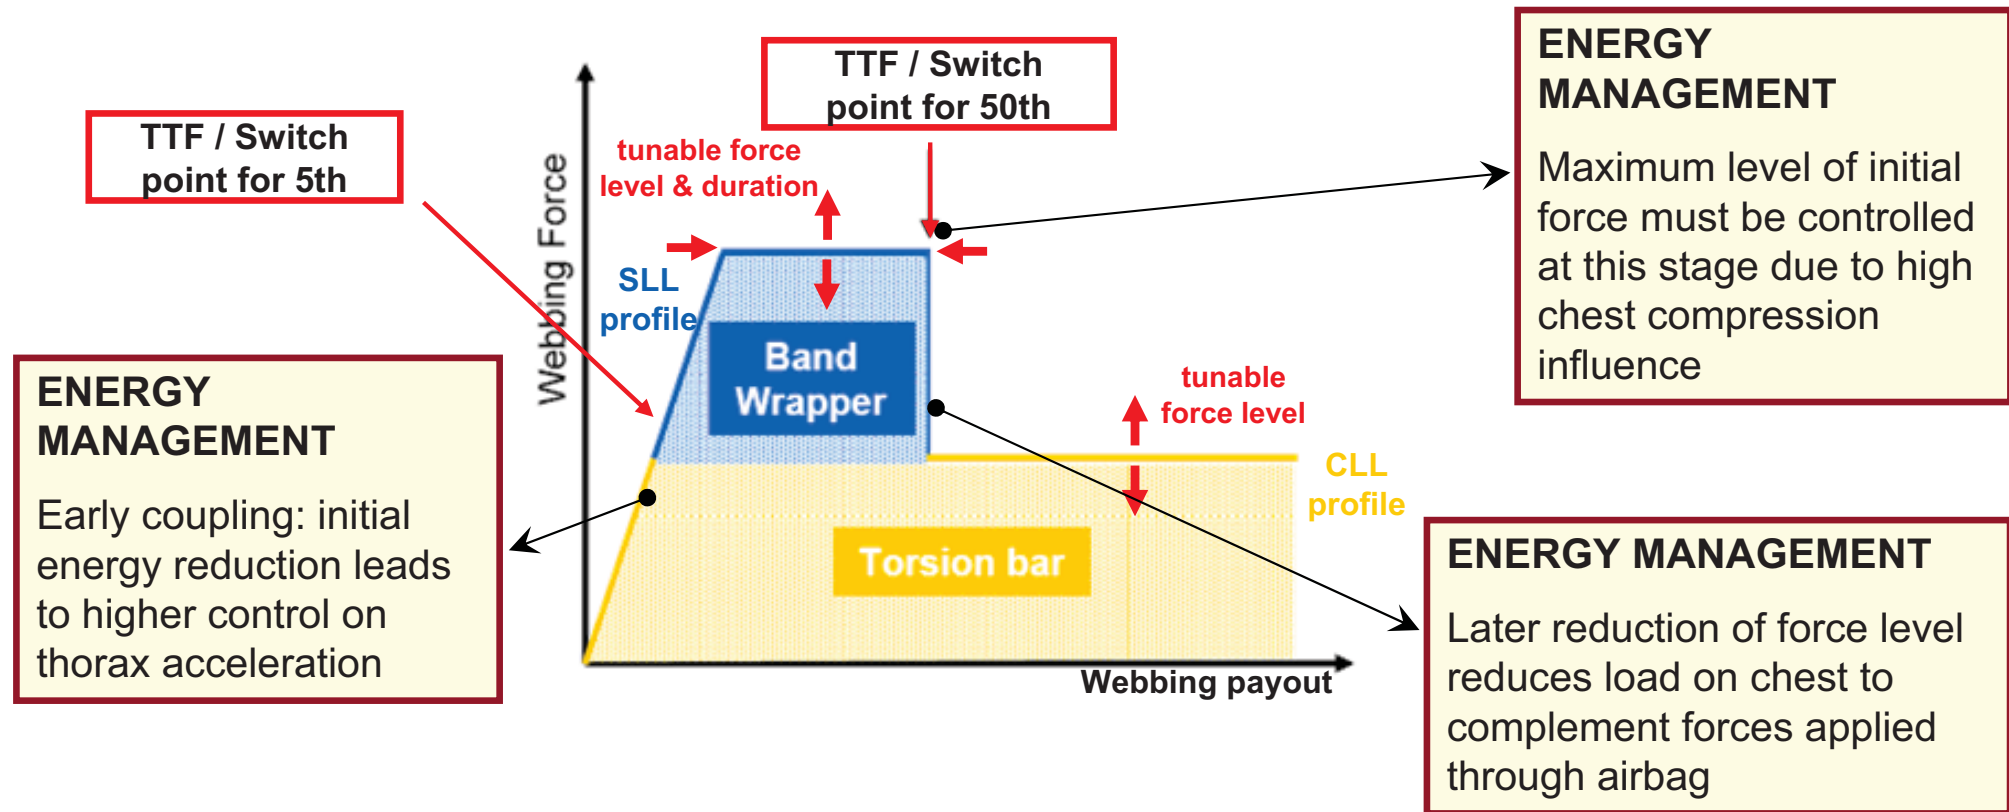 TTF / Switch
point for 5th
TTF / Switch
point for 50th
ENERGY
MANAGEMENT
Maximum level of initial
force must be controlled
at this stage due to high
chest compression
influence
tunable force
level & duration
Webbing Force
SLL
profile
Band
Wrapper
tunable
force level
CLL
profile
Torsion bar
Webbing payout
ENERGY
MANAGEMENT
Early coupling: initial
energy reduction leads
to higher control on
thorax acceleration
ENERGY MANAGEMENT
Later reduction of force level
reduces load on chest to
complement forces applied
through airbag